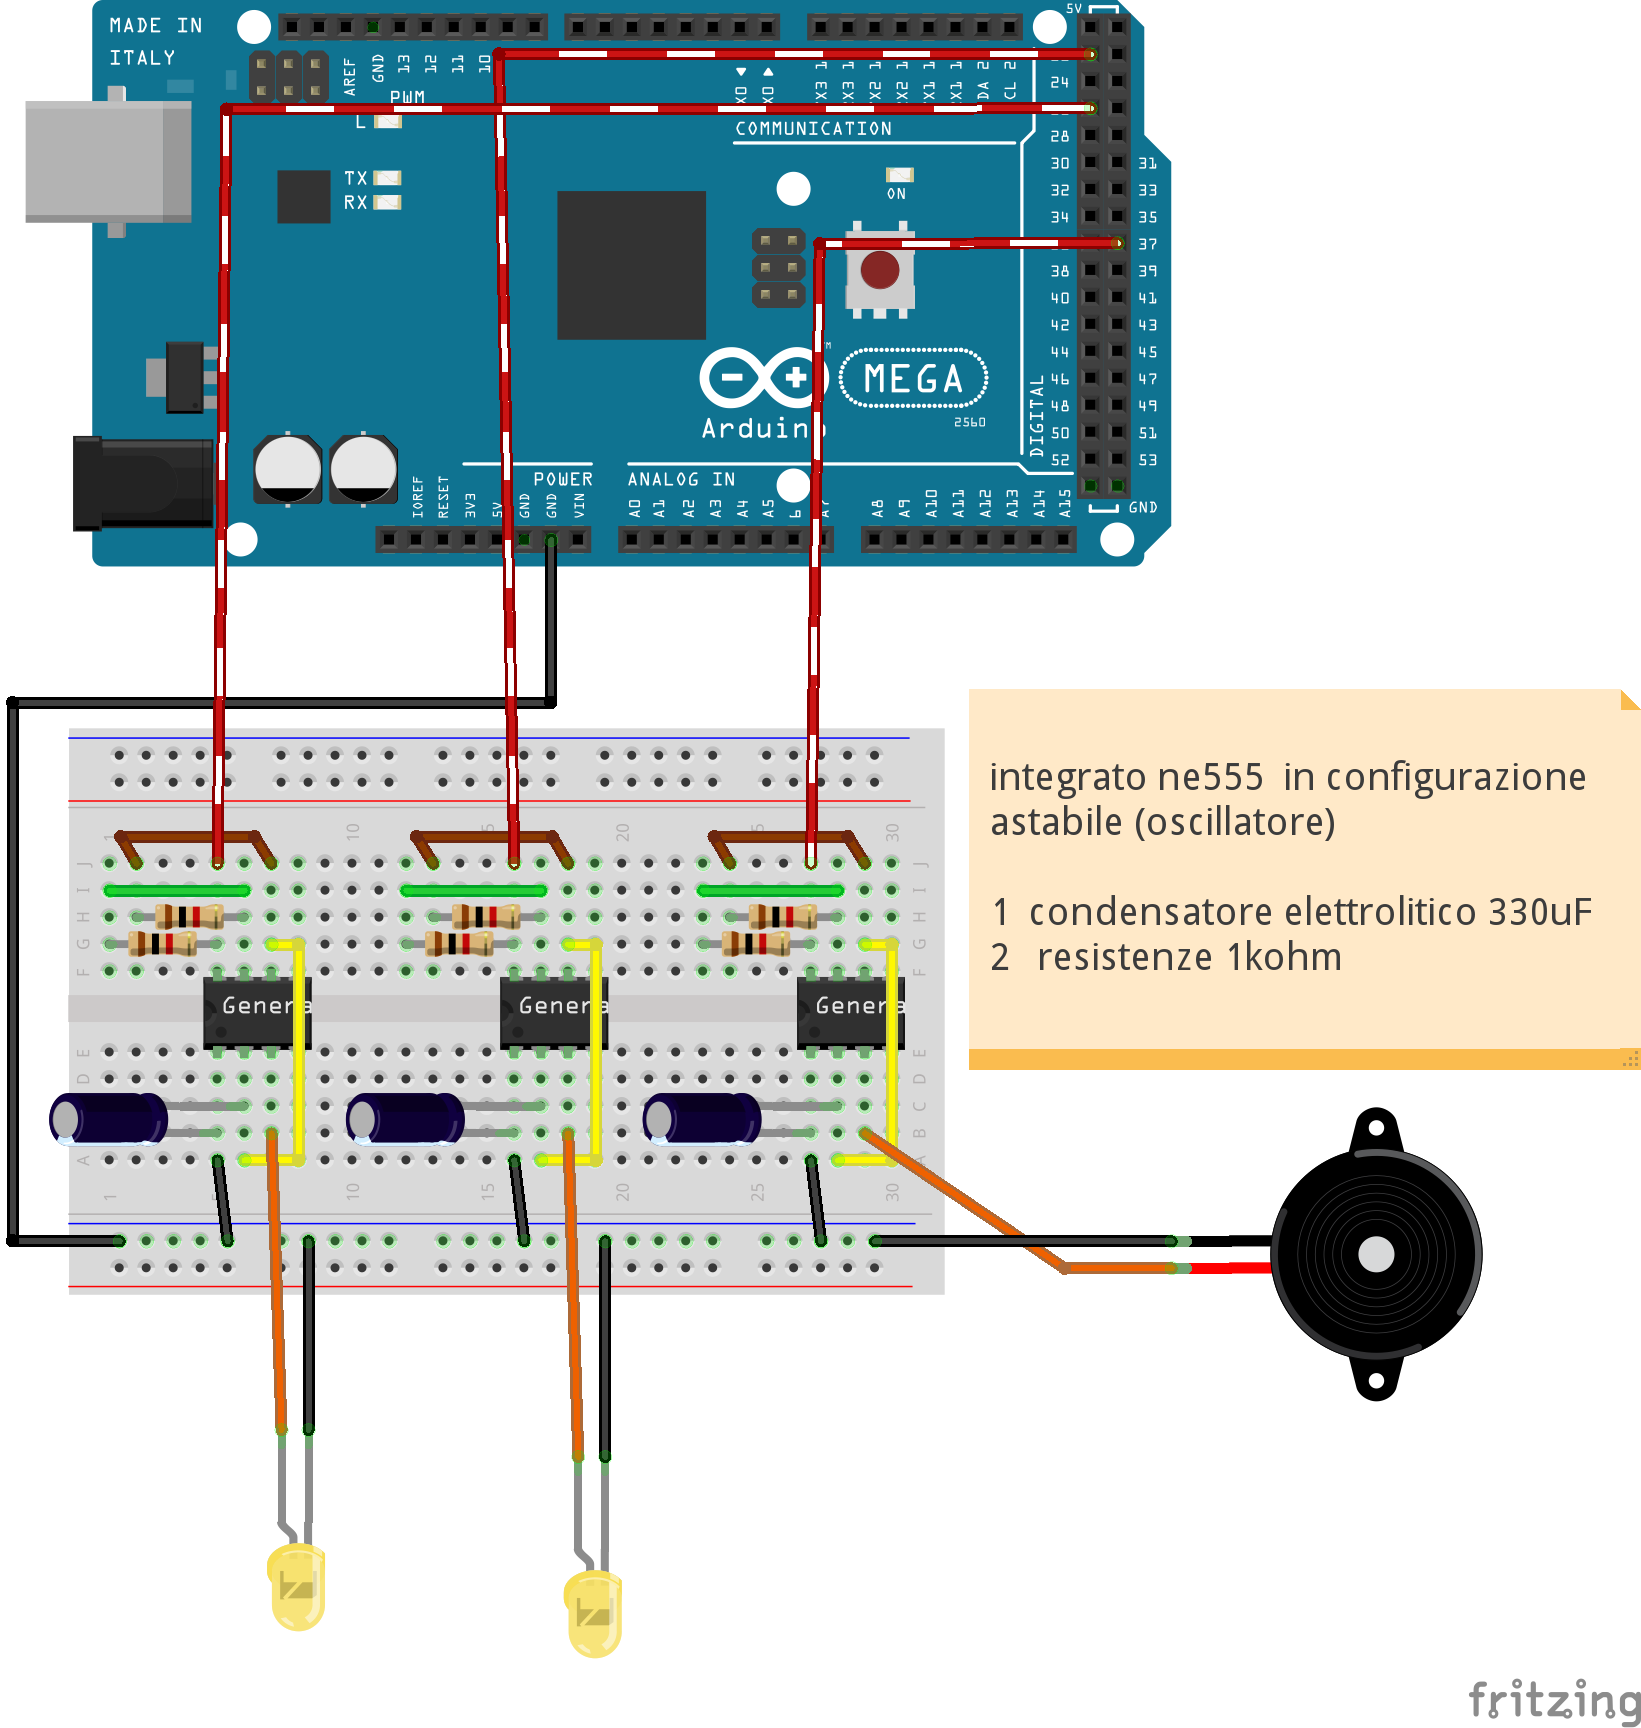 MADE IN
ITALY
AREF
GND
13
12
11
10
PWM
L
TX
RX
COMMUNICATION
ON
5V
24
28
30 31
32 33
34 35
37
38 39
40 41
42 43
44 45
46 47
48 49
50 51
52 53
GND
DIGITAL
MEGA
2560
Arduino
POWER
ANALOG IN
IOREF
RESET
3V3
5V
GND
GND
VIN
A0
A1
A2
A3
A4
A5
A7
A8
A9
A10
A11
A12
A13
A14
A15
1 10 20 30
J J
I I
H H
G G
F F
Genera Genera Genera
E E
D D
C C
B B
A A
1 10 15 20 25 30
integrato ne555 in configurazione
astabile (oscillatore)
1 condensatore elettrolitico 330uF
2 resistenze 1kohm
fritzing